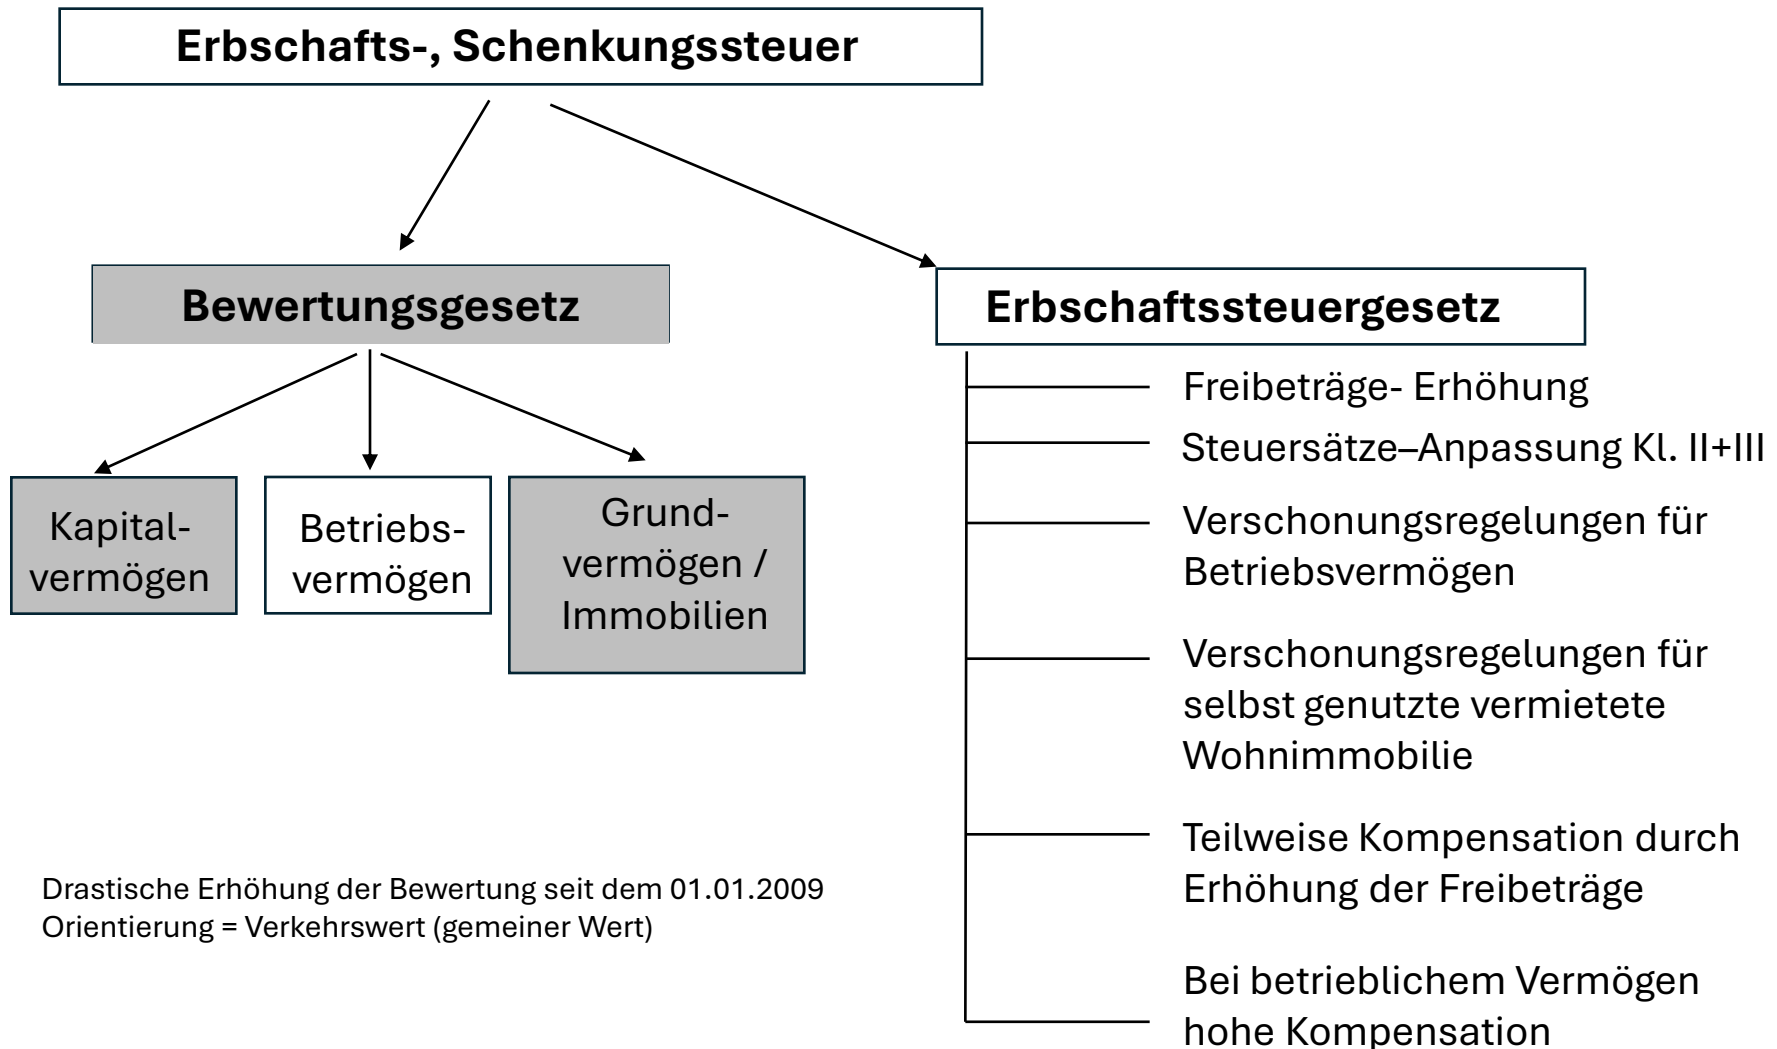 Erbschafts-, Schenkungssteuer
Bewertungsgesetz
Kapital-
vermögen
Betriebs-
vermögen
Grund-
vermögen /
Immobilien
Drastische Erhöhung der Bewertung seit dem 01.01.2009
Orientierung = Verkehrswert (gemeiner Wert)
Erbschaftssteuergesetz
Freibeträge- Erhöhung
Steuersätze–Anpassung Kl. II+III
Verschonungsregelungen für
Betriebsvermögen
Verschonungsregelungen für
selbst genutzte vermietete
Wohnimmobilie
Teilweise Kompensation durch
Erhöhung der Freibeträge
Bei betrieblichem Vermögen
hohe Kompensation